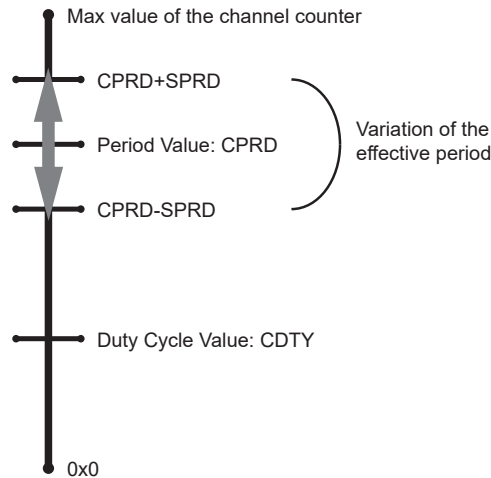 Max value of the channel counter
CPRD+SPRD
Variation of the
effective period
Period Value: CPRD
CPRD-SPRD
Duty Cycle Value: CDTY
0x0